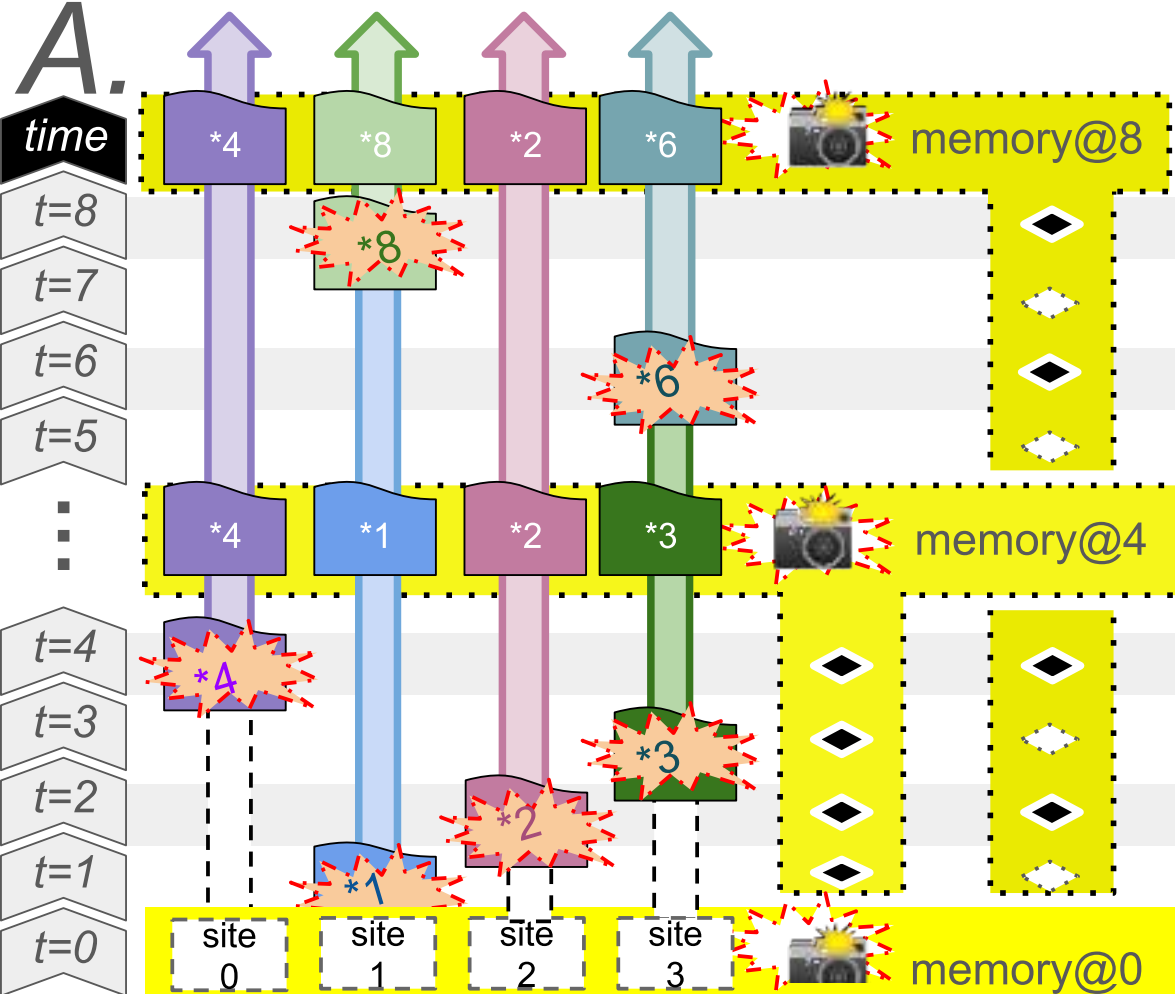 A.
time
*4 *8 *2 *6 memory@8
t=8
*8
t=7
t=6
*6
t=5
*4 *1 *2 *3 memory@4
t=4
*4
t=3
*3
t=2
*2
t=1
*1
t=0
site 0
site 1
site 2
site 3
memory@0